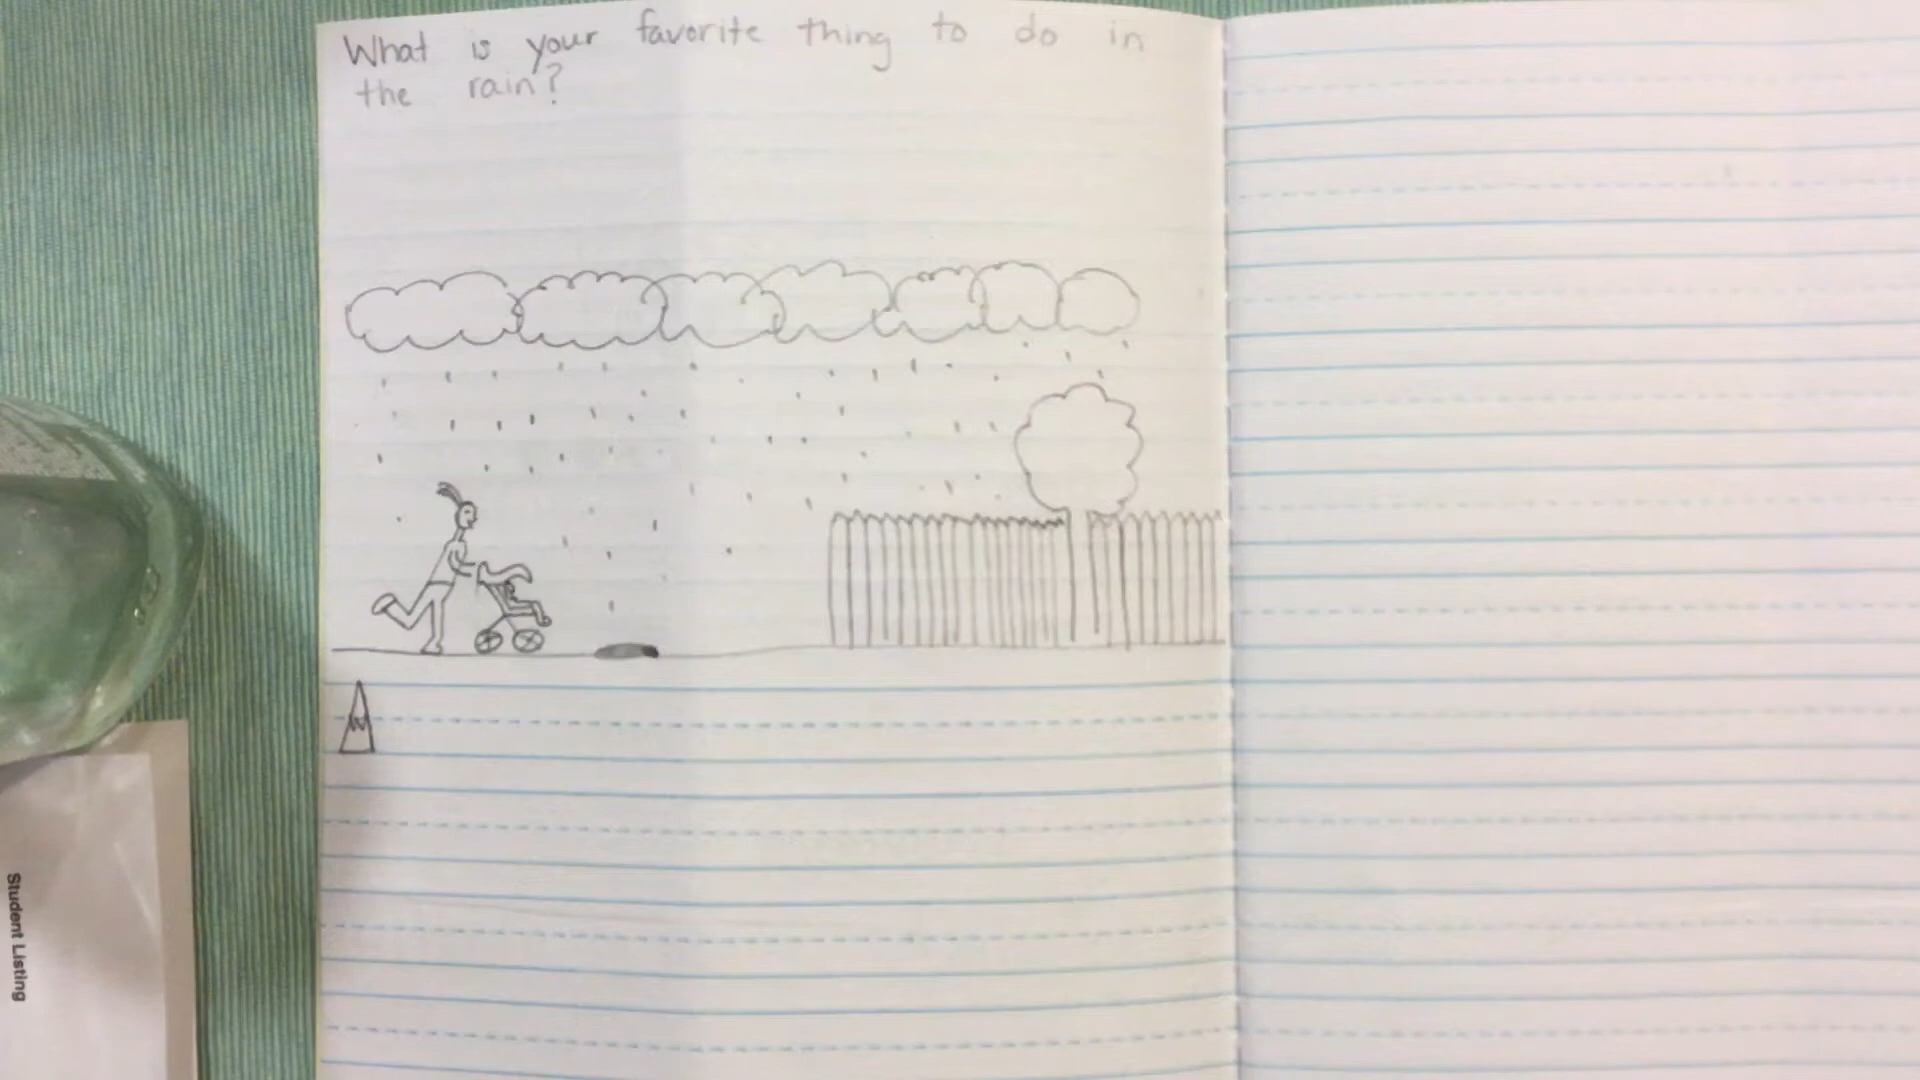 What is your favorite thing to do in
the rain?
Student Listing